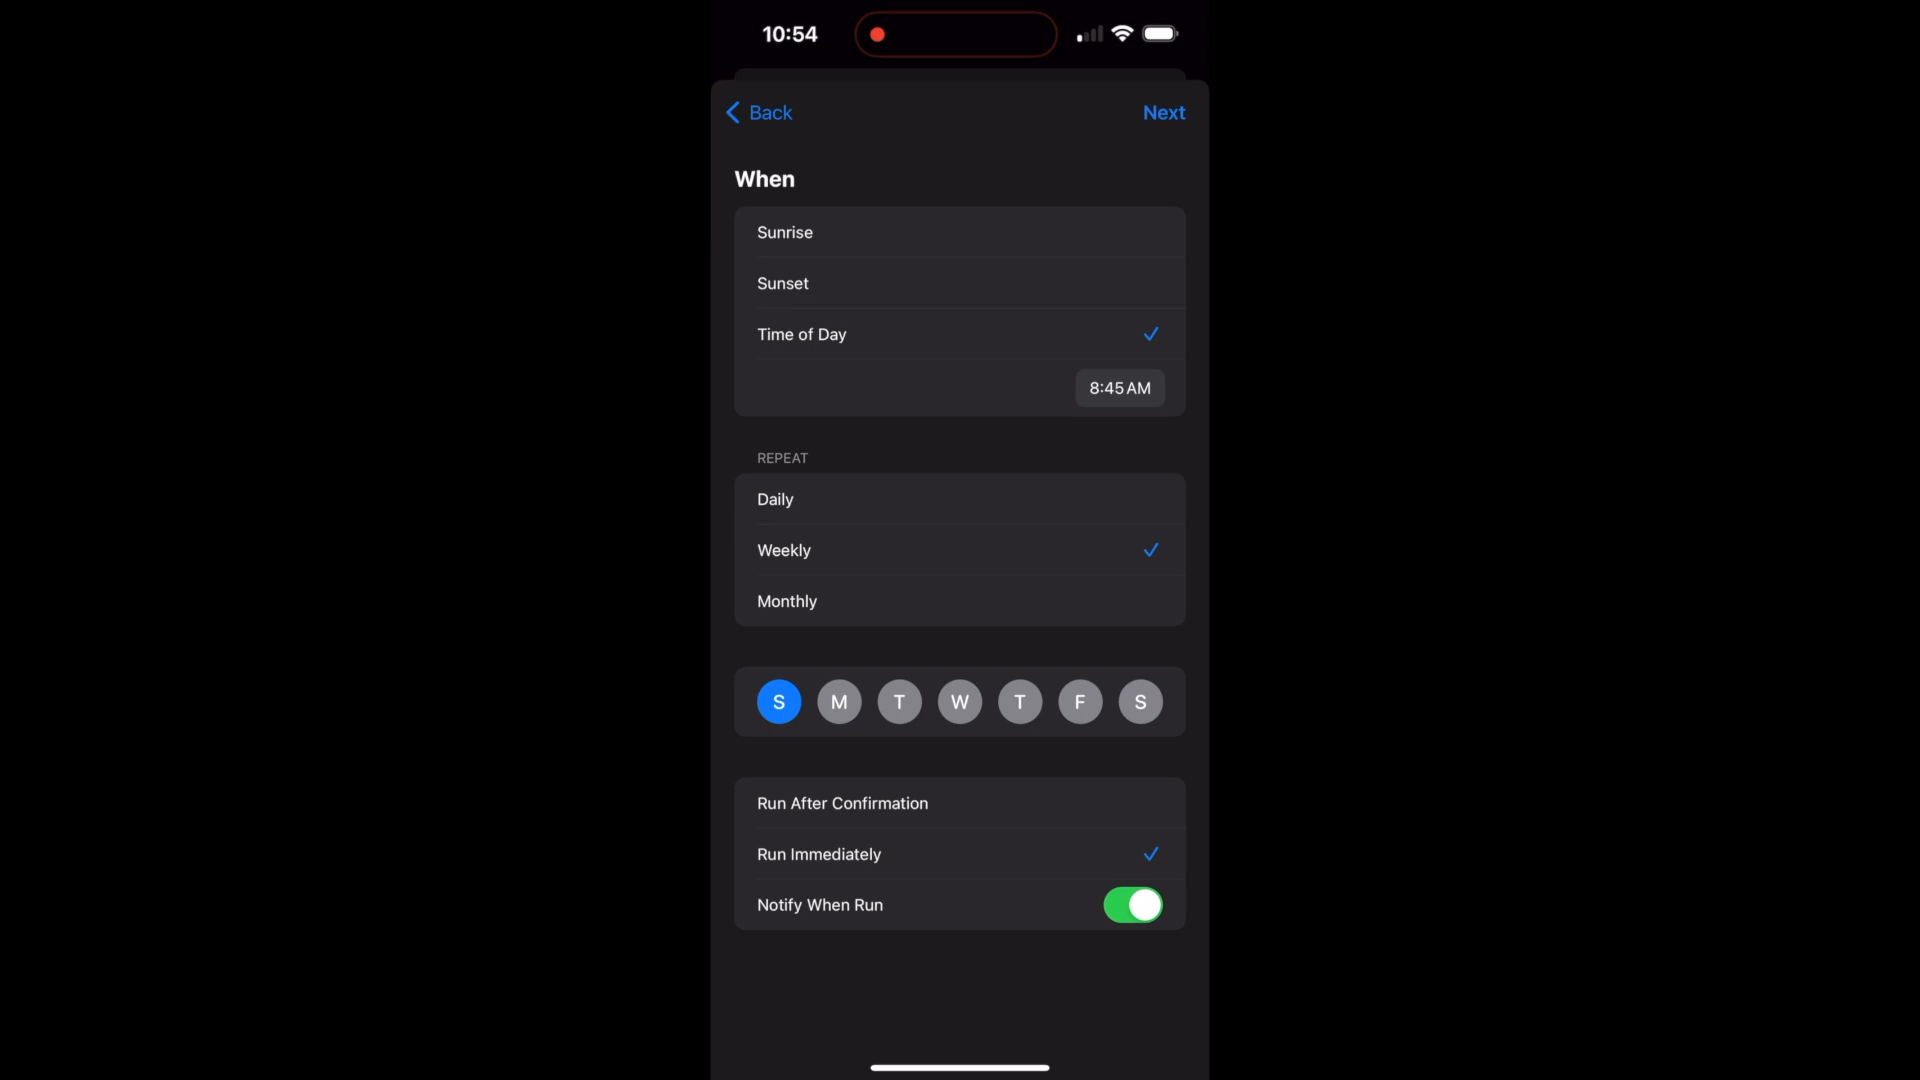 10:54
Back
Next
When
Sunrise
Sunset
Time of Day
8:45 AM
REPEAT
Daily
Weekly
Monthly
S M T W T F S
Run After Confirmation
Run Immediately
Notify When Run